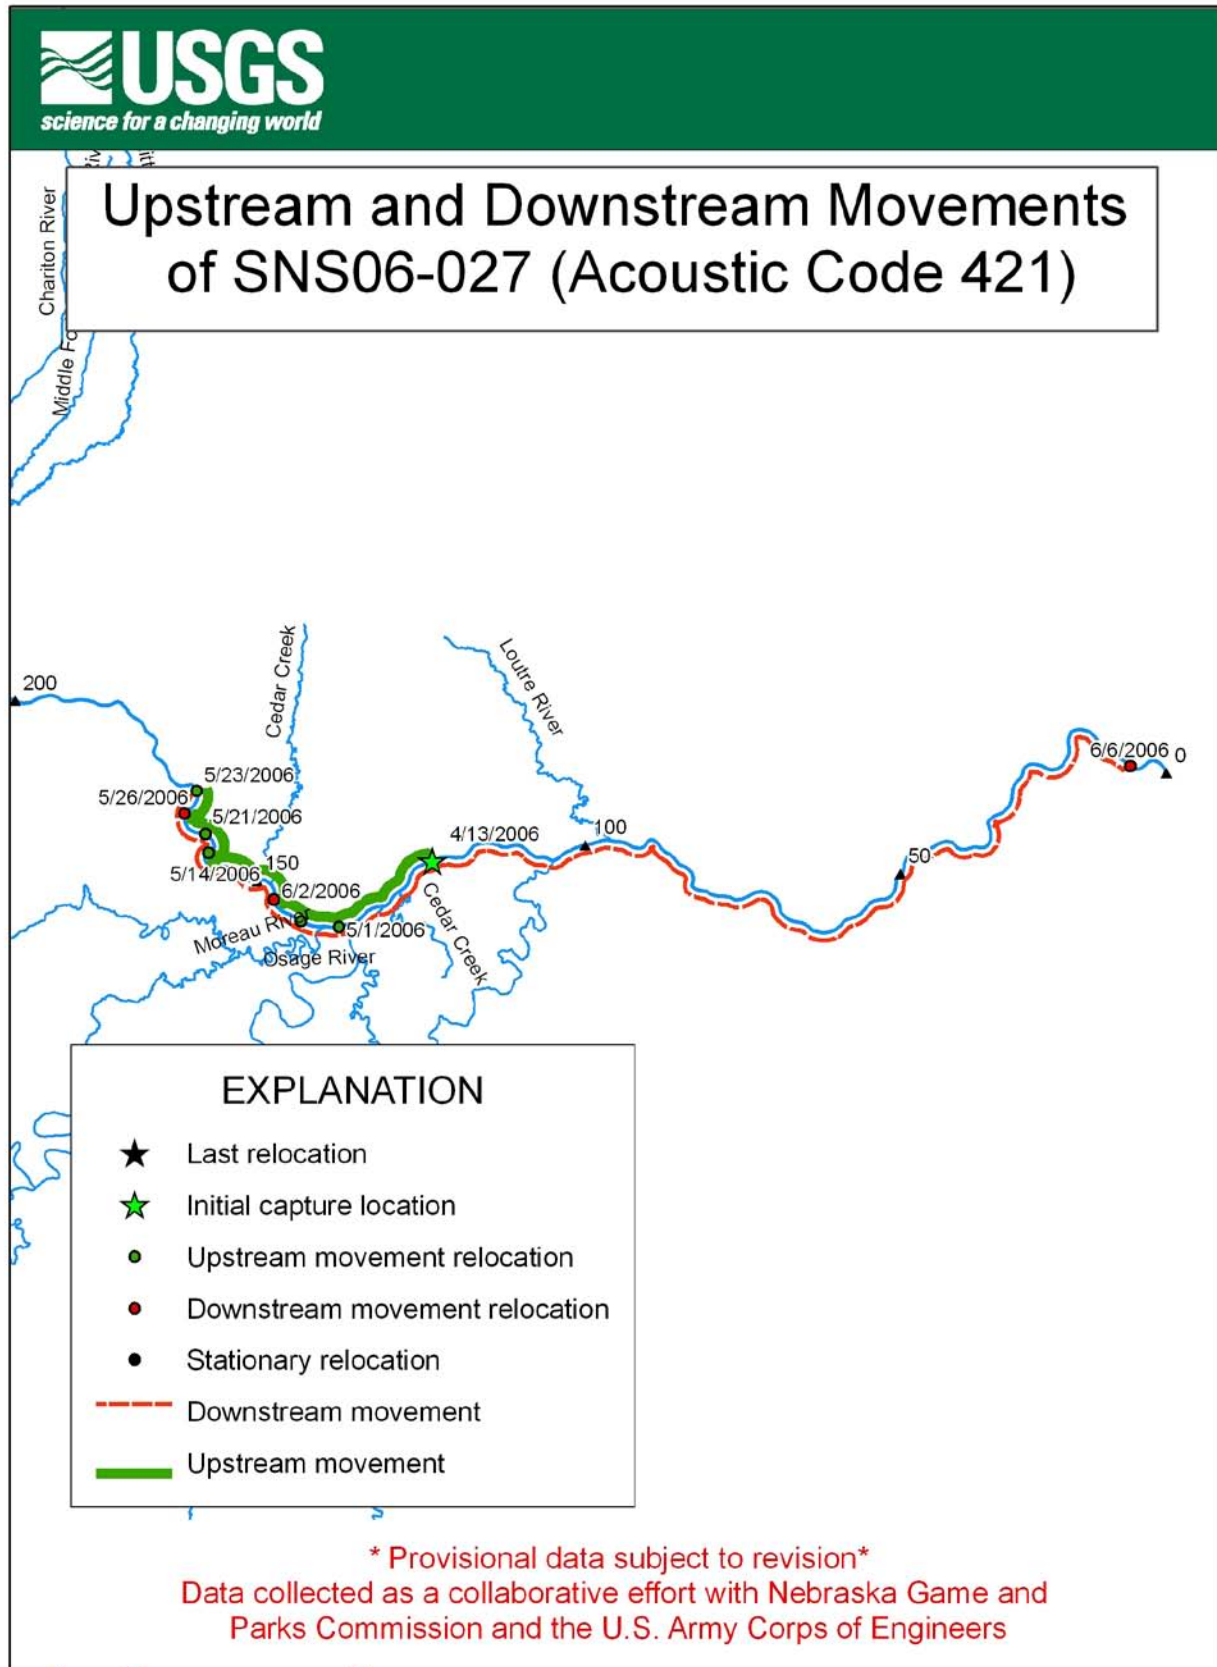 USGS
science for a changing world
Upstream and Downstream Movements
of SNS06-027 (Acoustic Code 421)
Chariton River
Middle Fo
Riv
itt
Cedar Creek
Loutre River
200
5/23/2006
5/26/2006
5/21/2006
5/14/2006
150
6/2/2006
4/13/2006
100
6/6/2006
0
50
Moreau River
5/1/2006
Osage River
Cedar Creek
EXPLANATION
Last relocation
Initial capture location
Upstream movement relocation
Downstream movement relocation
Stationary relocation
Downstream movement
Upstream movement
* Provisional data subject to revision*
Data collected as a collaborative effort with Nebraska Game and
Parks Commission and the U.S. Army Corps of Engineers